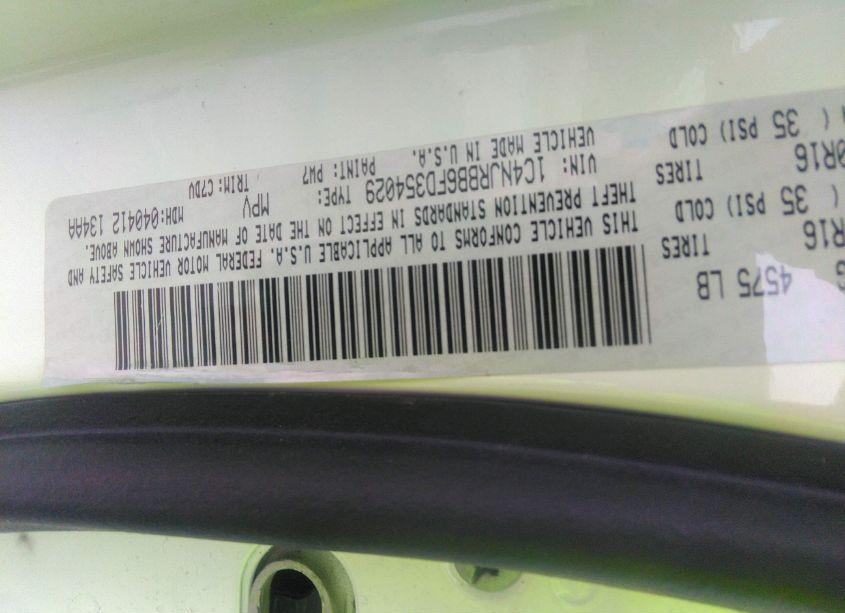 4575 LB
R16 TIRES
( 35 PSI) COLD
0R16 TIRES
( 35 PSI) COLD
THIS VEHICLE CONFORMS TO ALL APPLICABLE U.S.A. FEDERAL MOTOR VEHICLE SAFETY AND
THEFT PREVENTION STANDARDS IN EFFECT ON THE DATE OF MANUFACTURE SHOWN ABOVE.
VIN: 1C4NJRBB6FD354029 TYPE: MPV MDH:040412 134AA
VEHICLE MADE IN U.S.A. PAINT: PW7 TRIM: C7DV